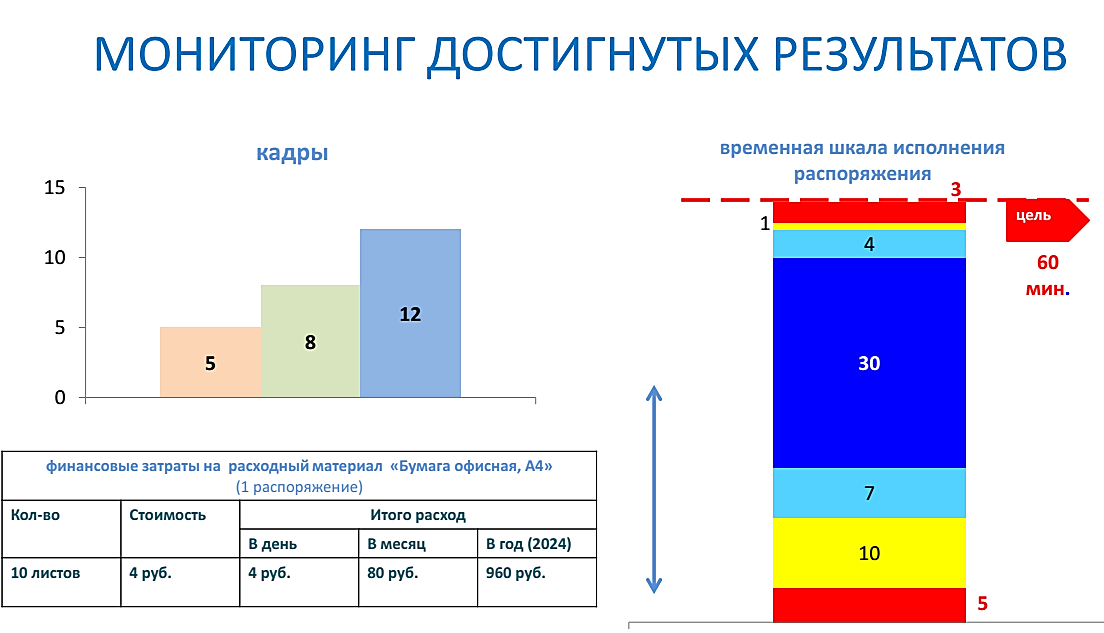 МОНИТОРИНГ ДОСТИГНУТЫХ РЕЗУЛЬТАТОВ
кадры
15
10
5
0
5
8
12
финансовые затраты на расходный материал «Бумага офисная, А4»
(1 распоряжение)
Кол-во
Стоимость
Итого расход
В день
В месяц
В год (2024)
10 листов
4 руб.
4 руб.
80 руб.
960 руб.
временная шкала исполнения
распоряжения
3
1
4
30
7
10
5
цель
60
мин.